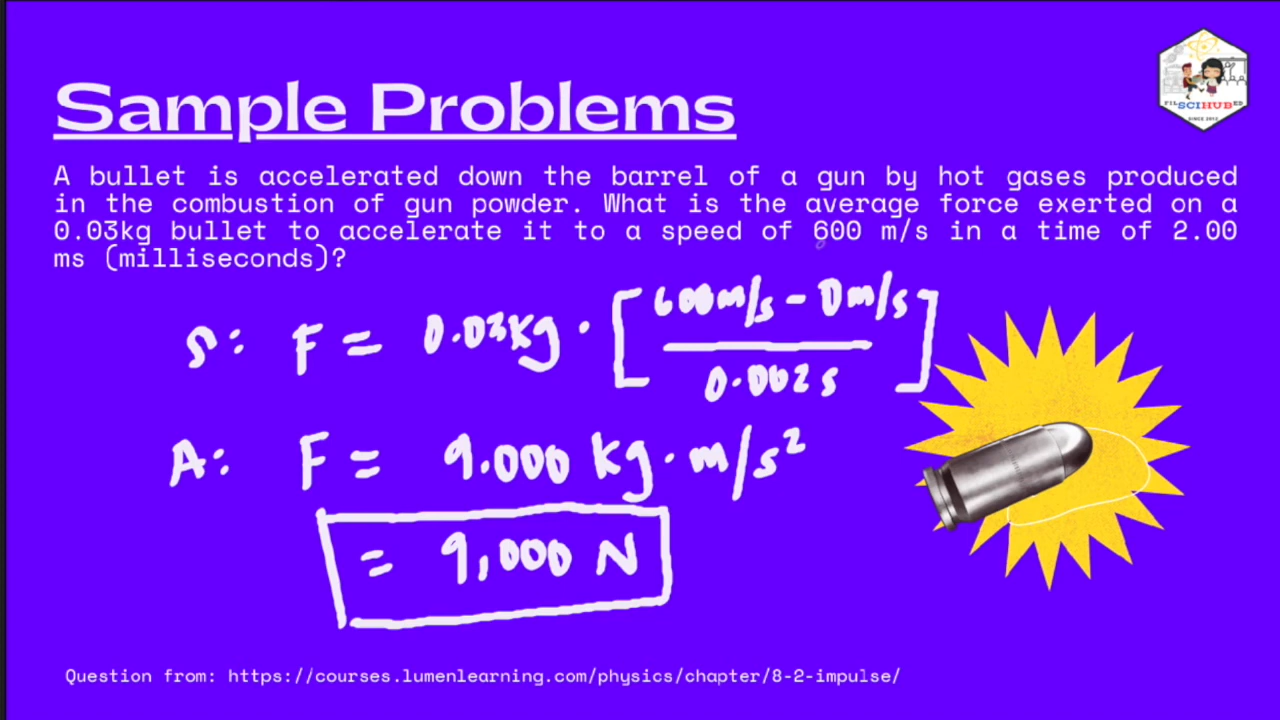 Sample Problems
FILSCIHUBED
SINCE 2012
A bullet is accelerated down the barrel of a gun by hot gases produced
in the combustion of gun powder. What is the average force exerted on a
0.03kg bullet to accelerate it to a speed of 600 m/s in a time of 2.00
ms (milliseconds)?
S: F = 0.03kg · [600m/s - 0m/s / 0.002s]
A: F = 9,000 kg·m/s²
= 9,000 N
Question from: https://courses.lumenlearning.com/physics/chapter/8-2-impulse/